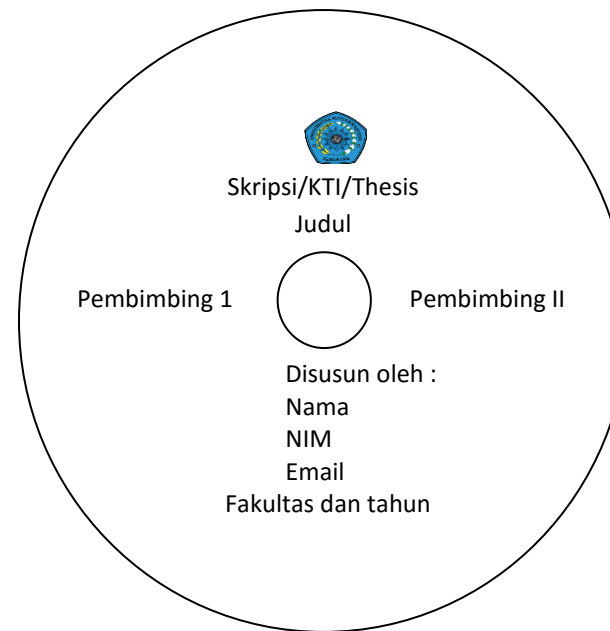 Skripsi/KTI/Thesis
Judul
Pembimbing 1
Pembimbing II
Disusun oleh :
Nama
NIM
Email
Fakultas dan tahun